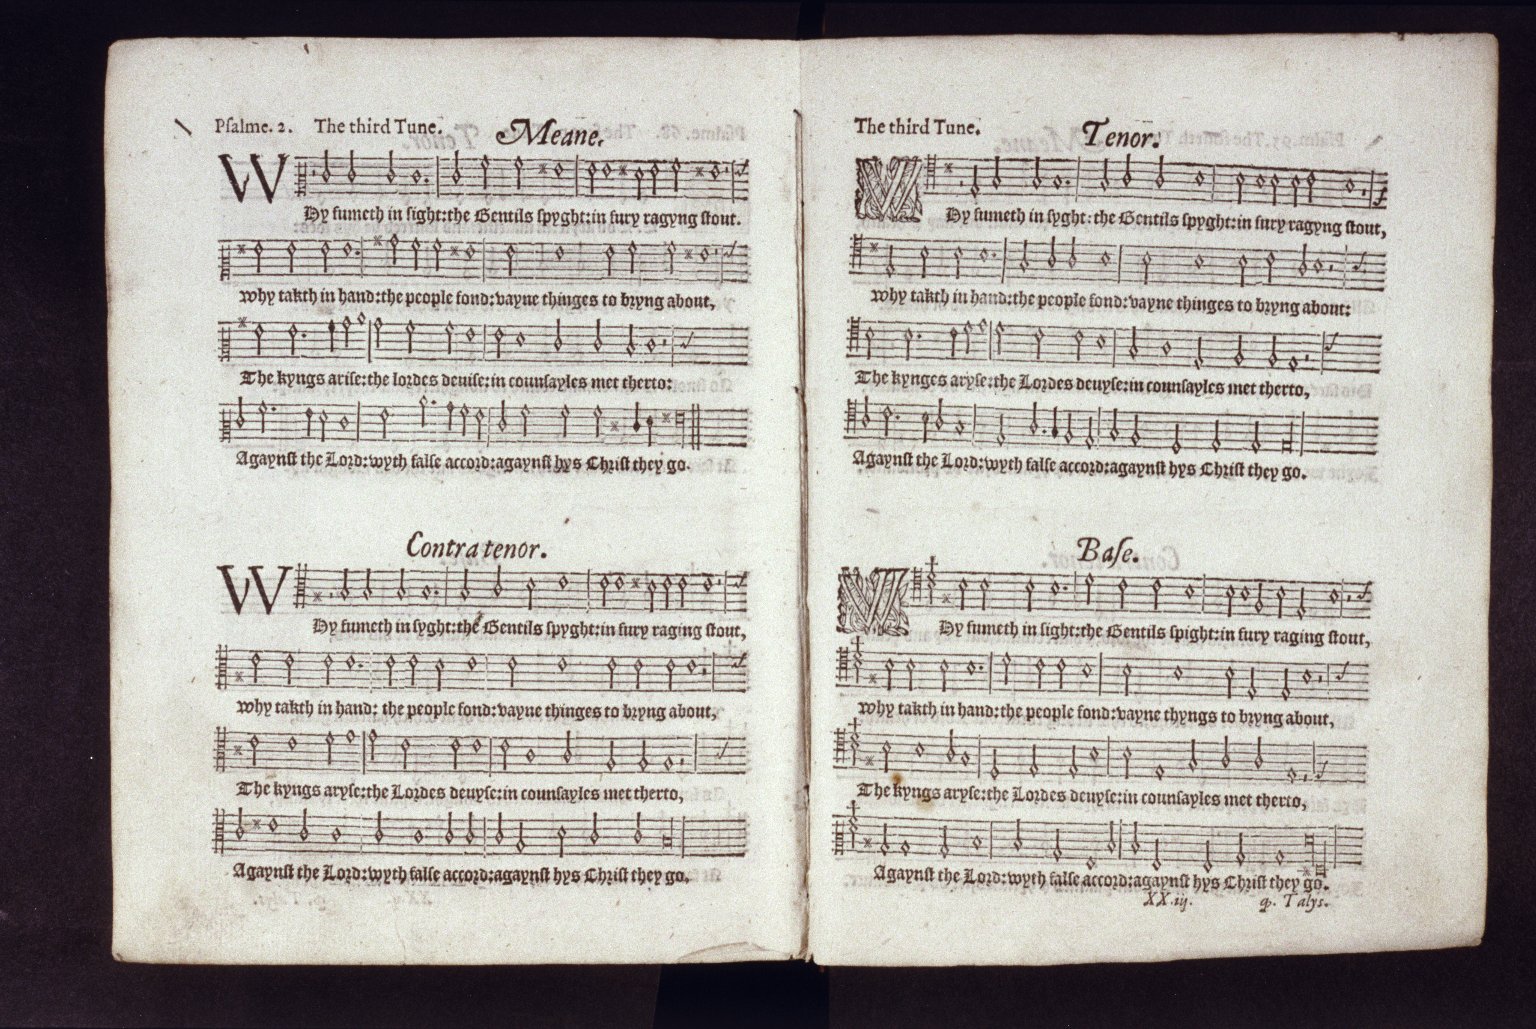 Psalme. 2. The third Tune. Meane.
WHy fumeth in sight:the Gentils spyght:in fury ragyng stout.
why takth in hand:the people fond:vayne thinges to bryng about,
The kyngs arise:the lordes deuise:in counsayles met therto:
Agaynst the Lord:wyth false accord:agaynst hys Christ they go.
Contratenor.
WHy fumeth in syght:the Gentils spyght:in fury raging stout,
why takth in hand: the people fond:vayne thinges to bryng about,
The kyngs aryse:the Lordes deuyse:in counsayles met therto,
Agaynst the Lord:wyth false accord:agaynst hys Christ they go.
The third Tune. Tenor.
WHy fumeth in syght:the Gentils spyght:in fury ragyng stout,
why takth in hand:the people fond:vayne thinges to bryng about:
The kynges aryse:the Lordes deuyse:in counsayles met therto,
Agaynst the Lord:wyth false accord:agaynst hys Christ they go.
Base.
WHy fumeth in sight:the Gentils spight:in fury raging stout,
why takth in hand:the people fond:vayne thyngs to bryng about,
The kyngs aryse:the Lordes deuyse:in counsayles met therto,
Agaynst the Lord:wyth false accord:agaynst hys Christ they go.
XX.iij. q. Talys.